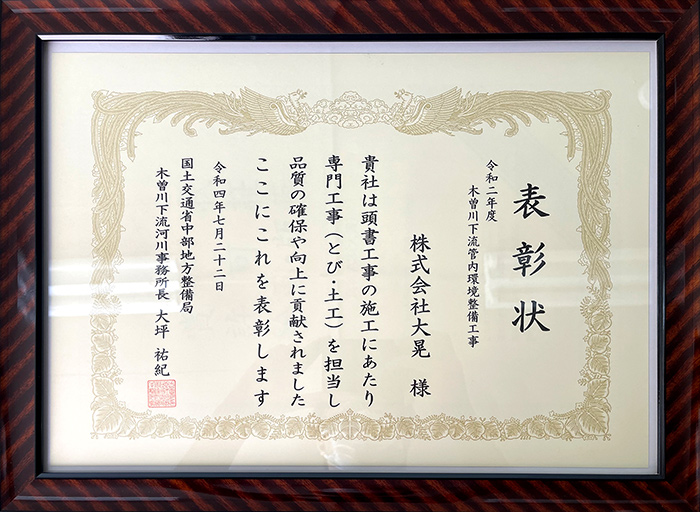 表彰状
令和二年度
木曽川下流管内環境整備工事
株式会社大晃 様
貴社は頭書工事の施工にあたり
専門工事(とび・土工)を担当し
品質の確保や向上に貢献されました
ここにこれを表彰します
令和四年七月二十二日
国土交通省中部地方整備局
木曽川下流河川事務所長 大坪 祐紀